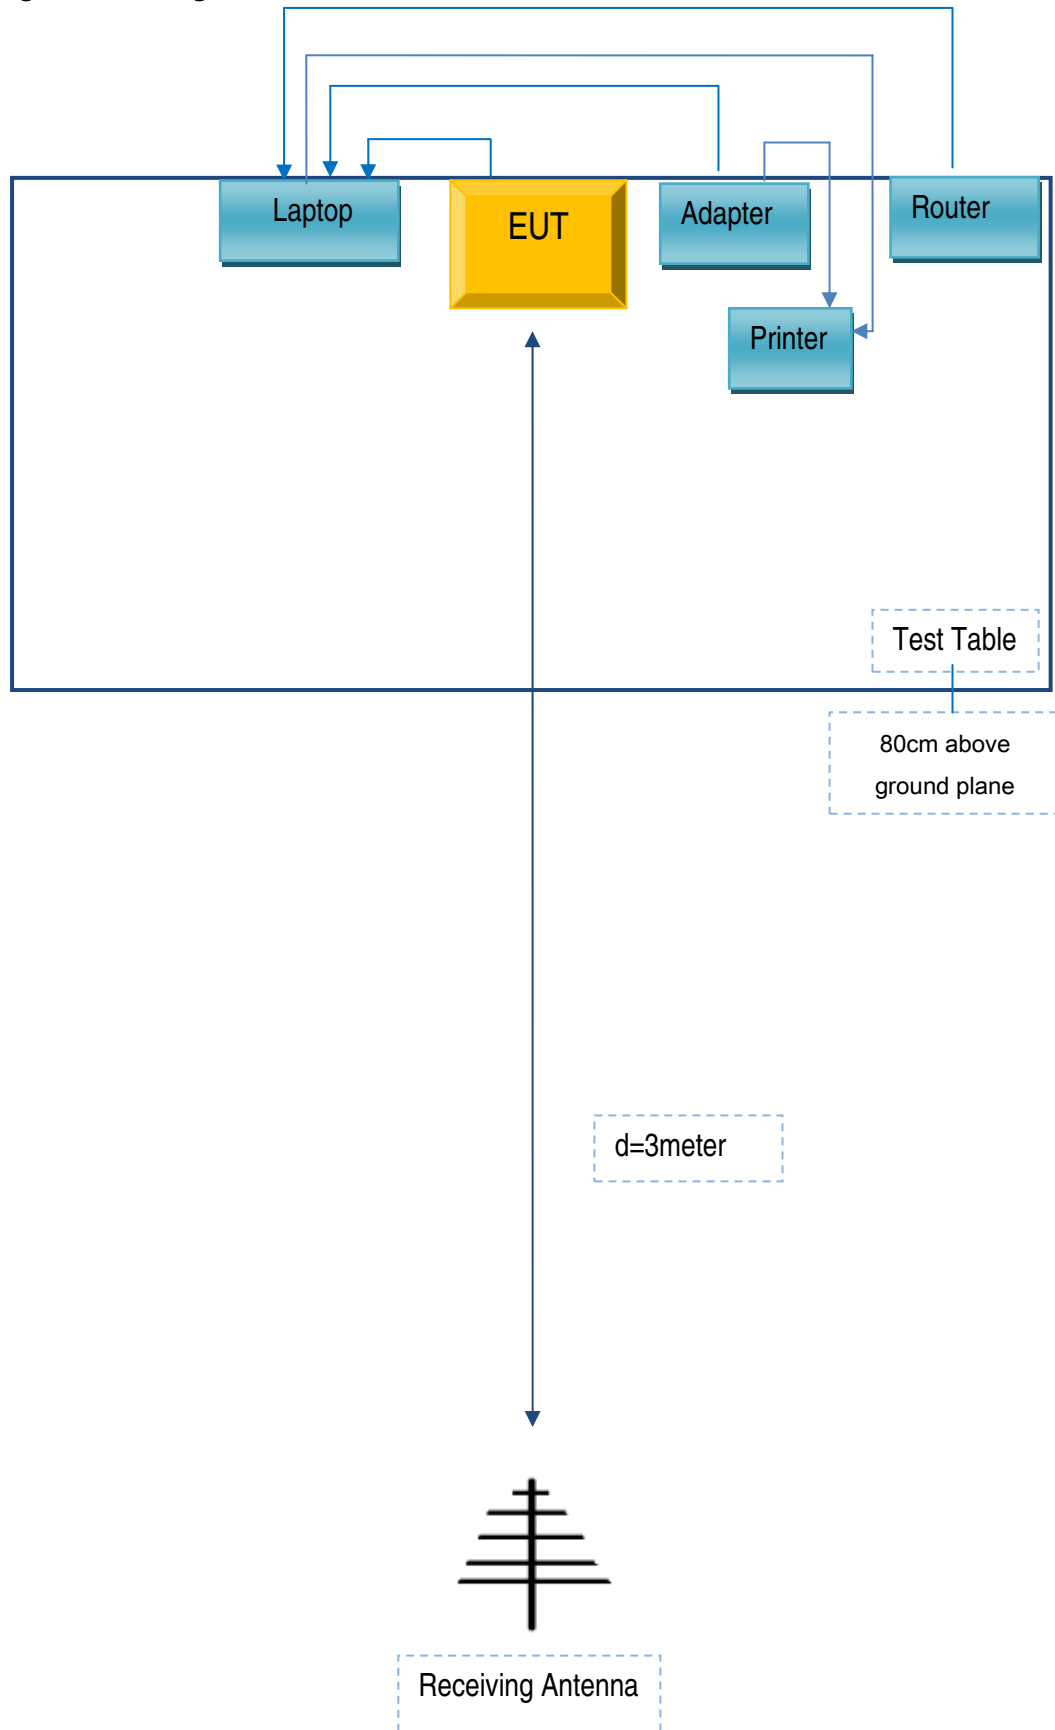 Laptop
EUT
Adapter
Router
Printer
Test Table
80cm above
ground plane
d=3meter
Receiving Antenna